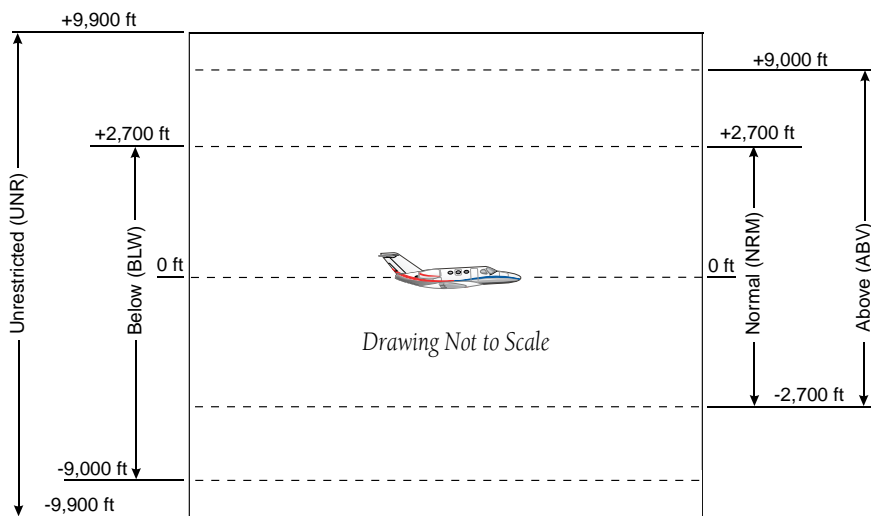 +9,900 ft
+9,000 ft
+2,700 ft
+2,700 ft
Unrestricted (UNR)
Below (BLW)
0 ft
0 ft
Normal (NRM)
Above (ABV)
Drawing Not to Scale
-2,700 ft
-9,000 ft
-9,900 ft